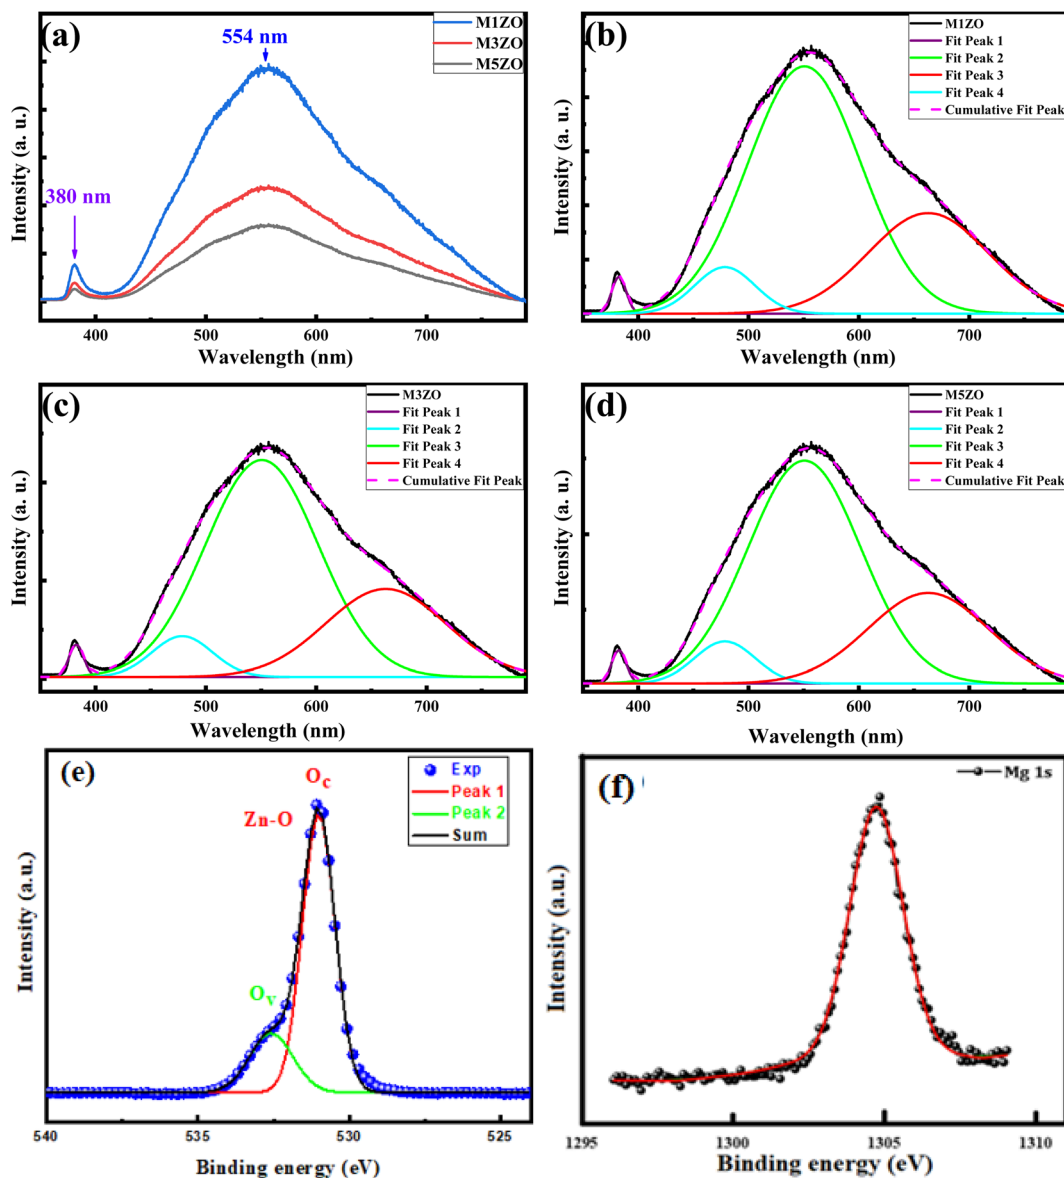 (a)
554 nm
380 nm
M1ZO
M3ZO
M5ZO
Intensity (a. u.)
400
500
600
700
Wavelength (nm)
(b)
M1ZO
Fit Peak 1
Fit Peak 2
Fit Peak 3
Fit Peak 4
Cumulative Fit Peak
Intensity (a. u.)
400
500
600
700
Wavelength (nm)
(c)
M3ZO
Fit Peak 1
Fit Peak 2
Fit Peak 3
Fit Peak 4
Cumulative Fit Peak
Intensity (a. u.)
400
500
600
700
Wavelength (nm)
(d)
M5ZO
Fit Peak 1
Fit Peak 2
Fit Peak 3
Fit Peak 4
Cumulative Fit Peak
Intensity (a. u.)
400
500
600
700
Wavelength (nm)
(e)
Oc
Zn-O
Ov
Exp
Peak 1
Peak 2
Sum
Intensity (a.u.)
540
535
530
525
Binding energy (eV)
(f)
Mg 1s
Intensity (a.u.)
1295
1300
1305
1310
Binding energy (eV)